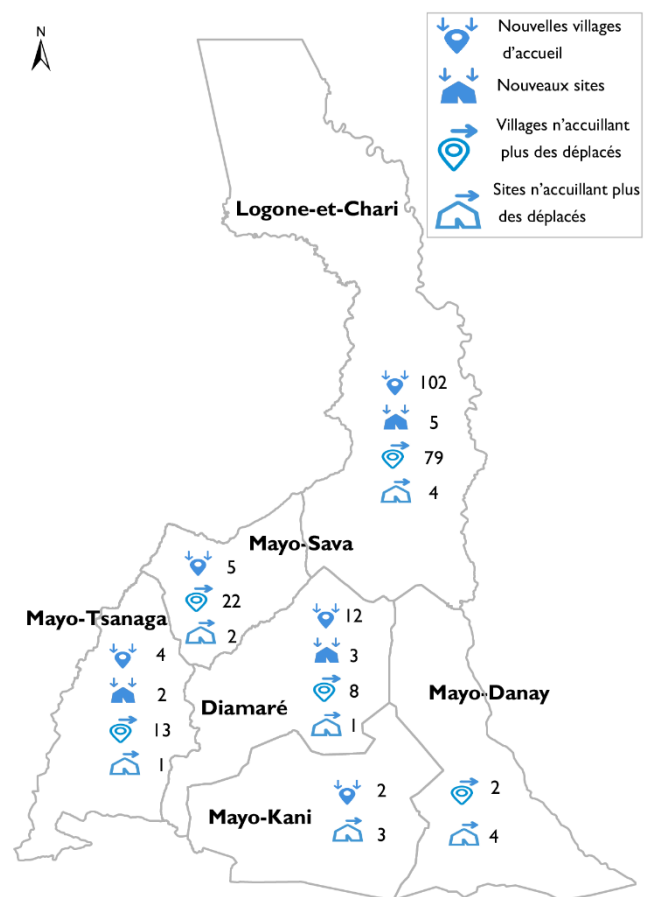 N
Nouvelles villages
d'accueil
Nouveaux sites
Villages n'accuillant
plus des déplacés
Sites n'accuillant plus
des déplacés
Logone-et-Chari
102
5
79
4
Mayo-Sava
5
22
2
Mayo-Tsanaga
4
2
13
1
Diamaré
12
3
8
1
Mayo-Danay
2
4
Mayo-Kani
2
3